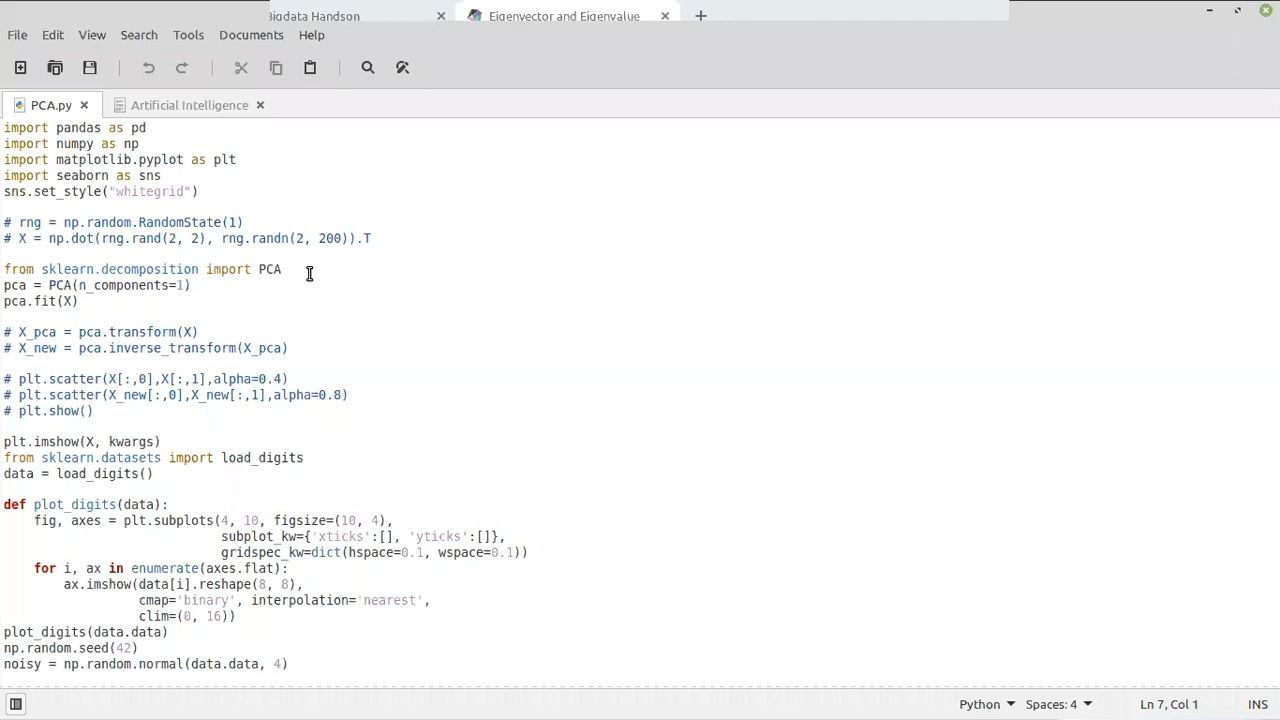 Bigdata Handson
Eigenvector and Eigenvalue
File Edit View Search Tools Documents Help
PCA.py
Artificial Intelligence
import pandas as pd
import numpy as np
import matplotlib.pyplot as plt
import seaborn as sns
sns.set_style("whitegrid")
# rng = np.random.RandomState(1)
# X = np.dot(rng.rand(2, 2), rng.randn(2, 200)).T
from sklearn.decomposition import PCA
pca = PCA(n_components=1)
pca.fit(X)
# X_pca = pca.transform(X)
# X_new = pca.inverse_transform(X_pca)
# plt.scatter(X[:,0],X[:,1],alpha=0.4)
# plt.scatter(X_new[:,0],X_new[:,1],alpha=0.8)
# plt.show()
plt.imshow(X, kwargs)
from sklearn.datasets import load_digits
data = load_digits()
def plot_digits(data):
    fig, axes = plt.subplots(4, 10, figsize=(10, 4),
                             subplot_kw={'xticks':[], 'yticks':[]},
                             gridspec_kw=dict(hspace=0.1, wspace=0.1))
    for i, ax in enumerate(axes.flat):
        ax.imshow(data[i].reshape(8, 8),
                  cmap='binary', interpolation='nearest',
                  clim=(0, 16))
plot_digits(data.data)
np.random.seed(42)
noisy = np.random.normal(data.data, 4)
Python Spaces: 4 Ln 7, Col 1 INS